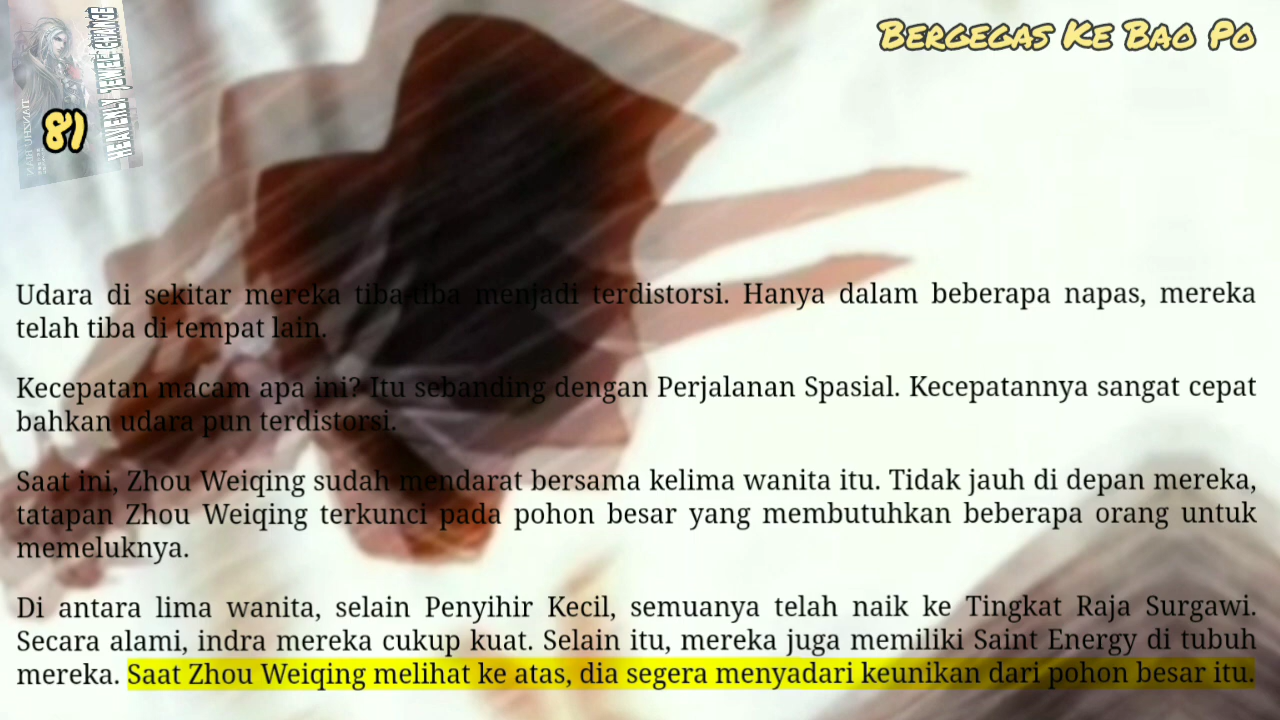 HEAVENLY JEWEL CHANGE
81
Bergegas Ke Bao Po
Udara di sekitar mereka tiba-tiba menjadi terdistorsi. Hanya dalam beberapa napas, mereka
telah tiba di tempat lain.
Kecepatan macam apa ini? Itu sebanding dengan Perjalanan Spasial. Kecepatannya sangat cepat
bahkan udara pun terdistorsi.
Saat ini, Zhou Weiqing sudah mendarat bersama kelima wanita itu. Tidak jauh di depan mereka,
tatapan Zhou Weiqing terkunci pada pohon besar yang membutuhkan beberapa orang untuk
memeluknya.
Di antara lima wanita, selain Penyihir Kecil, semuanya telah naik ke Tingkat Raja Surgawi.
Secara alami, indra mereka cukup kuat. Selain itu, mereka juga memiliki Saint Energy di tubuh
mereka. Saat Zhou Weiqing melihat ke atas, dia segera menyadari keunikan dari pohon besar itu.